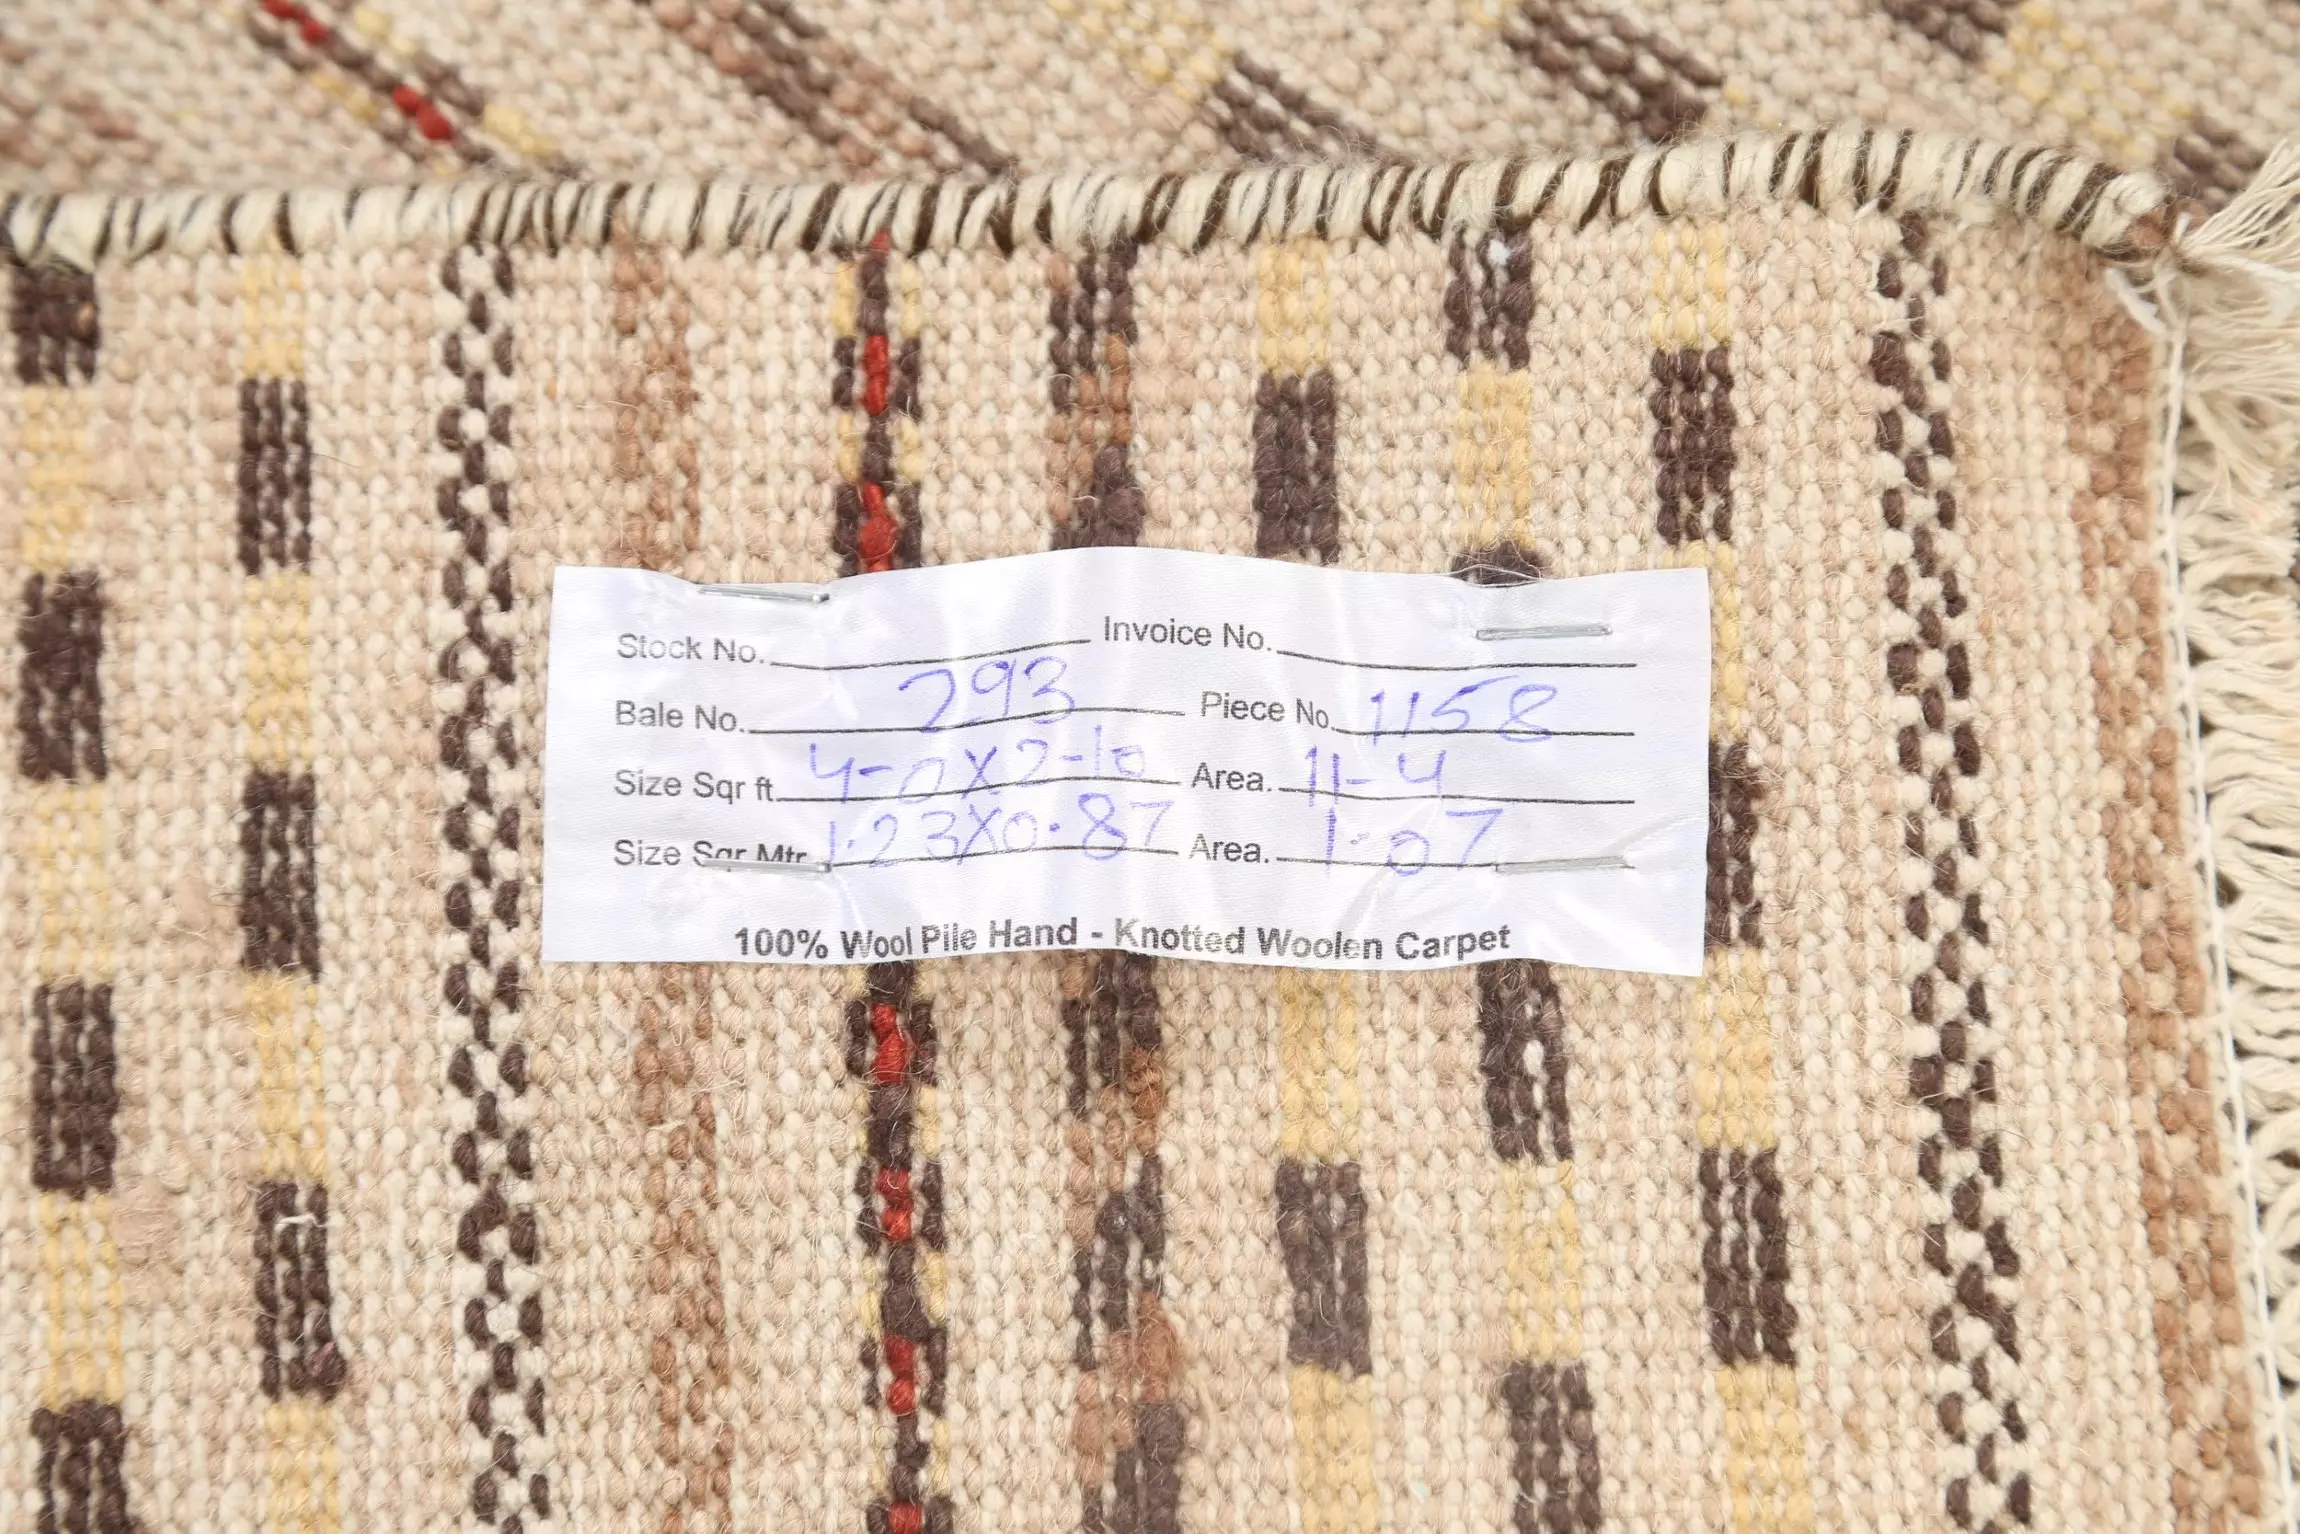 Stock No. Invoice No.
Bale No. 293 Piece No. 1158
Size Sqr ft. 4-0X2-10 Area. 11-4
Size Sqr Mtr. 1.23X0.87 Area. 1.07
100% Wool Pile Hand - Knotted Woolen Carpet